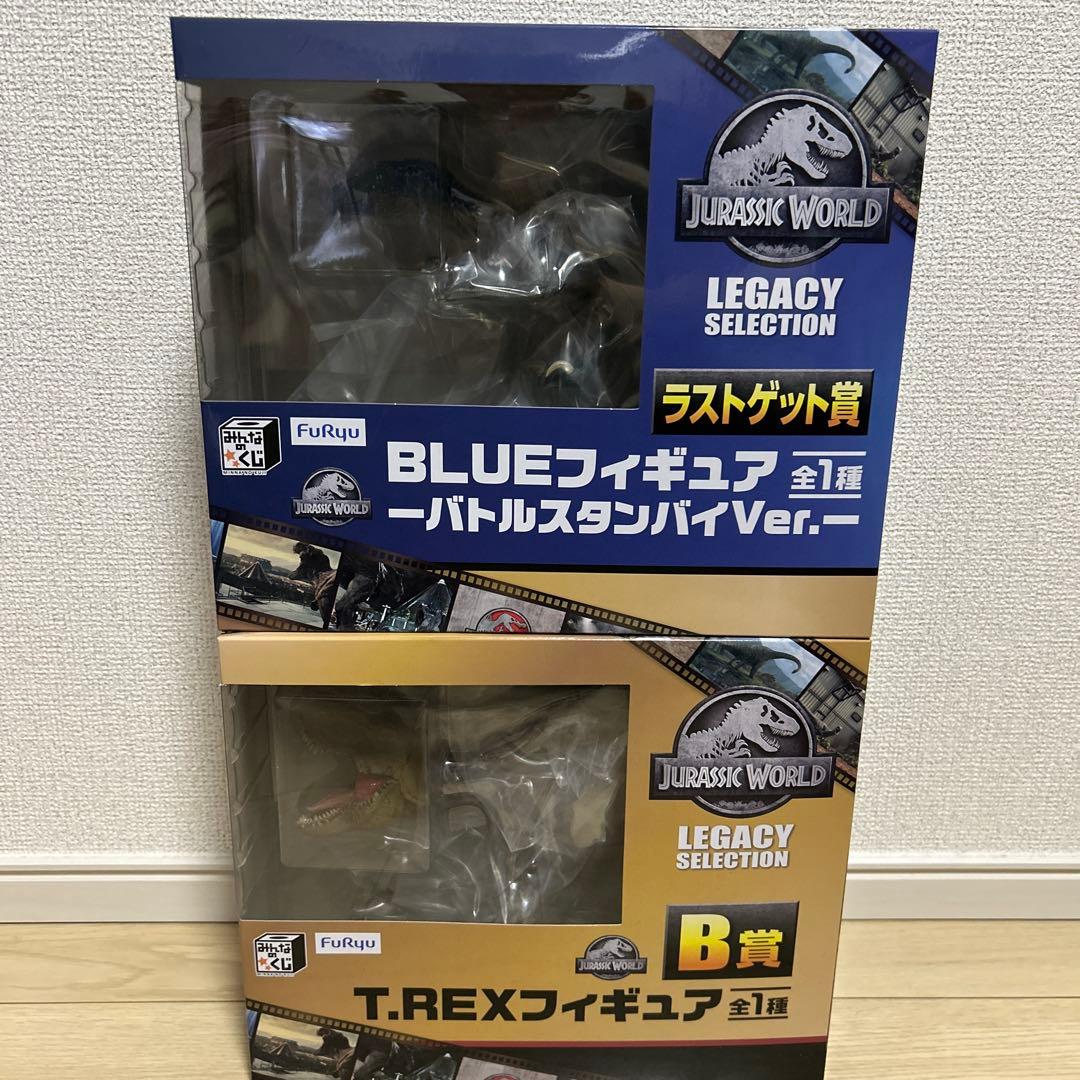 JURASSIC WORLD
LEGACY
SELECTION
ラストゲット賞
みんなのくじ
MINNA NO KUJI
FuRyu
BLUEフィギュア 全1種
JURASSIC WORLD
ーバトルスタンバイVer.ー
JURASSIC WORLD
LEGACY
SELECTION
B賞
みんなのくじ
FuRyu
JURASSIC WORLD
T.REXフィギュア 全1種